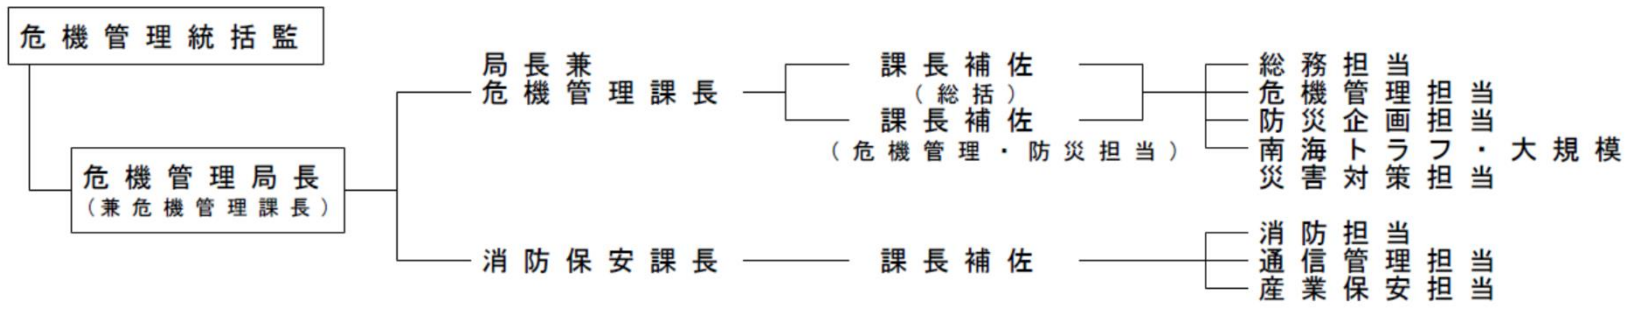 危機管理統括監
局長兼
危機管理課長
課長補佐
（総括）
課長補佐
（危機管理・防災担当）
総務担当
危機管理担当
防災企画担当
南海トラフ・大規模
災害対策担当
危機管理局長
（兼危機管理課長）
消防保安課長
課長補佐
消防担当
通信管理担当
産業保安担当